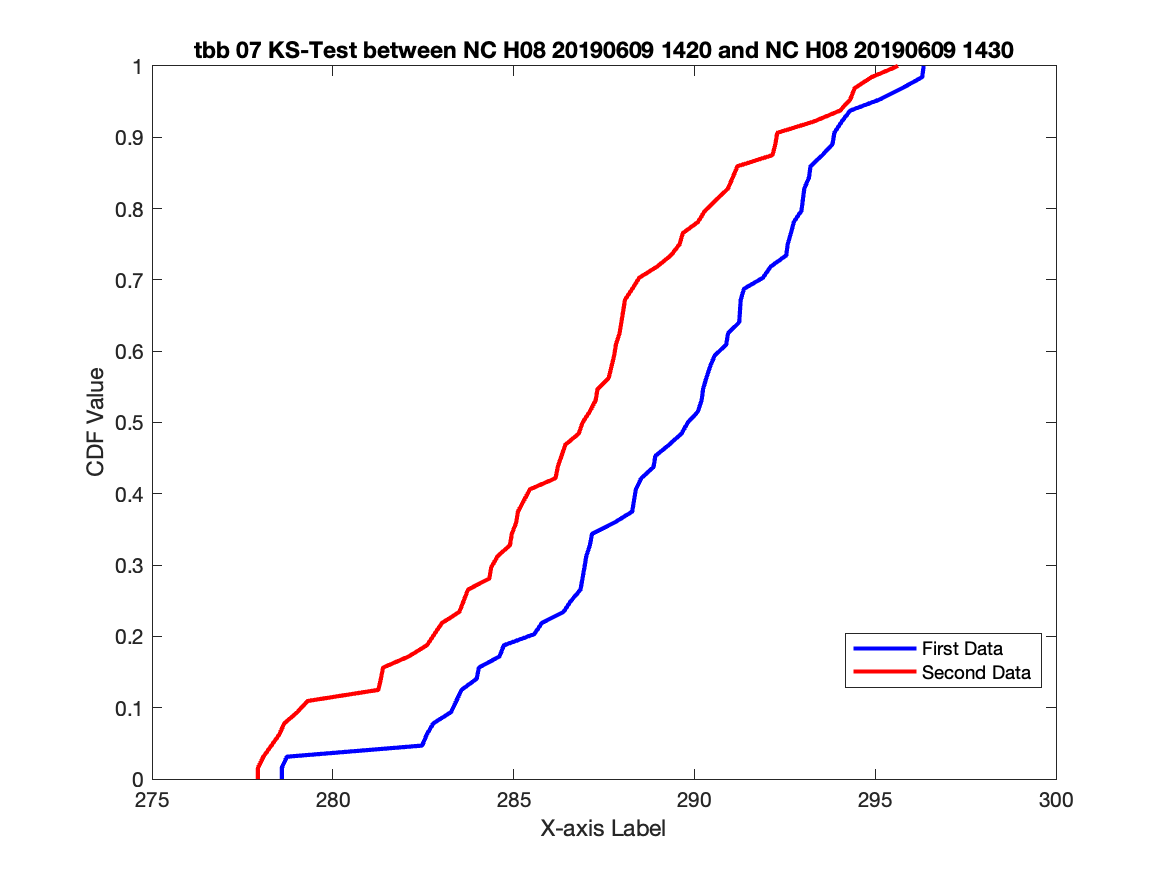 tbb 07 KS-Test between NC H08 20190609 1420 and NC H08 20190609 1430
1
0.9
0.8
0.7
0.6
0.5
0.4
0.3
0.2
0.1
0
CDF Value
First Data
Second Data
275 280 285 290 295 300
X-axis Label